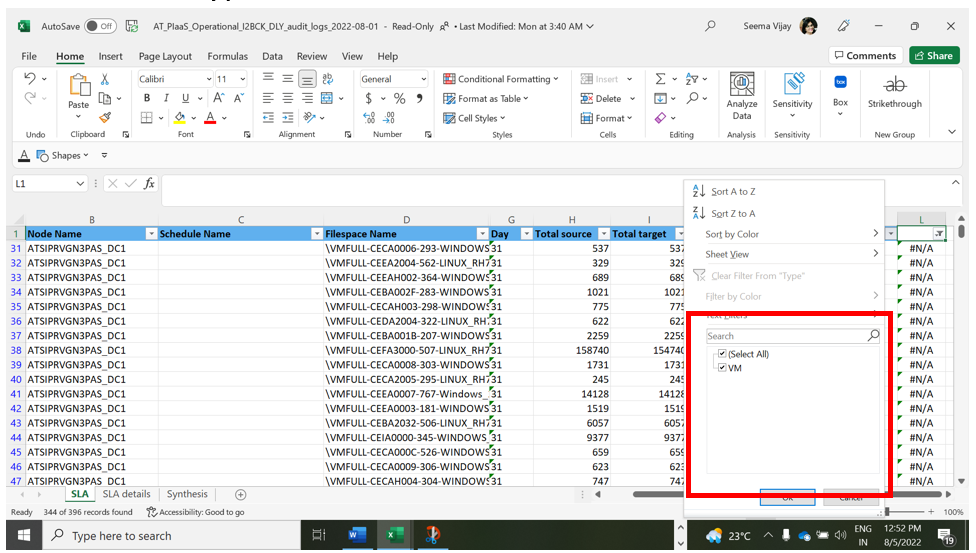 AutoSave Off AT_PIaaS_Operational_I2BCK_DLY_audit_logs_2022-08-01 - Read-Only • Last Modified: Mon at 3:40 AM Seema Vijay
File Home Insert Page Layout Formulas Data Review View Help Comments Share
Calibri 11 General Conditional Formatting Insert
Paste B I U Format as Table Delete Analyze Data Sensitivity Box Strikethrough
Cell Styles Format
Undo Clipboard Font Alignment Number Styles Cells Editing Analysis Sensitivity New Group
Shapes
L1 fx
Sort A to Z
Sort Z to A
Sort by Color
Sheet View
Clear Filter From "Type"
Filter by Color
Search
(Select All)
VM
B C D G H I L
1 Node Name Schedule Name Filespace Name Day Total source Total target
31 ATSIPRVGN3PAS_DC1 \VMFULL-CECA0006-293-WINDOWS 31 537 537 #N/A
32 ATSIPRVGN3PAS_DC1 \VMFULL-CEEA2004-562-LINUX_RH7 31 329 329 #N/A
33 ATSIPRVGN3PAS_DC1 \VMFULL-CEEAH002-364-WINDOWS 31 689 689 #N/A
34 ATSIPRVGN3PAS_DC1 \VMFULL-CEBA002F-283-WINDOWS 31 1021 1021 #N/A
35 ATSIPRVGN3PAS_DC1 \VMFULL-CECAH003-298-WINDOWS 31 775 775 #N/A
36 ATSIPRVGN3PAS_DC1 \VMFULL-CEDA2004-322-LINUX_RH 31 622 622 #N/A
37 ATSIPRVGN3PAS_DC1 \VMFULL-CEBA001B-207-WINDOWS 31 2259 2259 #N/A
38 ATSIPRVGN3PAS_DC1 \VMFULL-CEFA3000-507-LINUX_RH7 31 158740 154740 #N/A
39 ATSIPRVGN3PAS_DC1 \VMFULL-CEEA0008-303-WINDOWS 31 1731 1731 #N/A
40 ATSIPRVGN3PAS_DC1 \VMFULL-CECA2005-295-LINUX_RH7 31 245 245 #N/A
41 ATSIPRVGN3PAS_DC1 \VMFULL-CEEA0007-767-Windows_ 31 14128 14128 #N/A
42 ATSIPRVGN3PAS_DC1 \VMFULL-CEEA0003-181-WINDOWS 31 1519 1519 #N/A
43 ATSIPRVGN3PAS_DC1 \VMFULL-CEBA2032-506-LINUX_RH7 31 6057 6057 #N/A
44 ATSIPRVGN3PAS_DC1 \VMFULL-CEIA0000-345-WINDOWS_ 31 9377 9377 #N/A
45 ATSIPRVGN3PAS_DC1 \VMFULL-CEAA000C-526-WINDOWS 31 659 659 #N/A
46 ATSIPRVGN3PAS_DC1 \VMFULL-CECA0009-306-WINDOWS 31 623 623 #N/A
47 ATSIPRVGN3PAS_DC1 \VMFULL-CECAH004-304-WINDOWS 31 747 747 #N/A
SLA SLA details Synthesis
Ready 344 of 396 records found Accessibility: Good to go 100%
Type here to search 23°C ENG IN 12:52 PM 8/5/2022 19